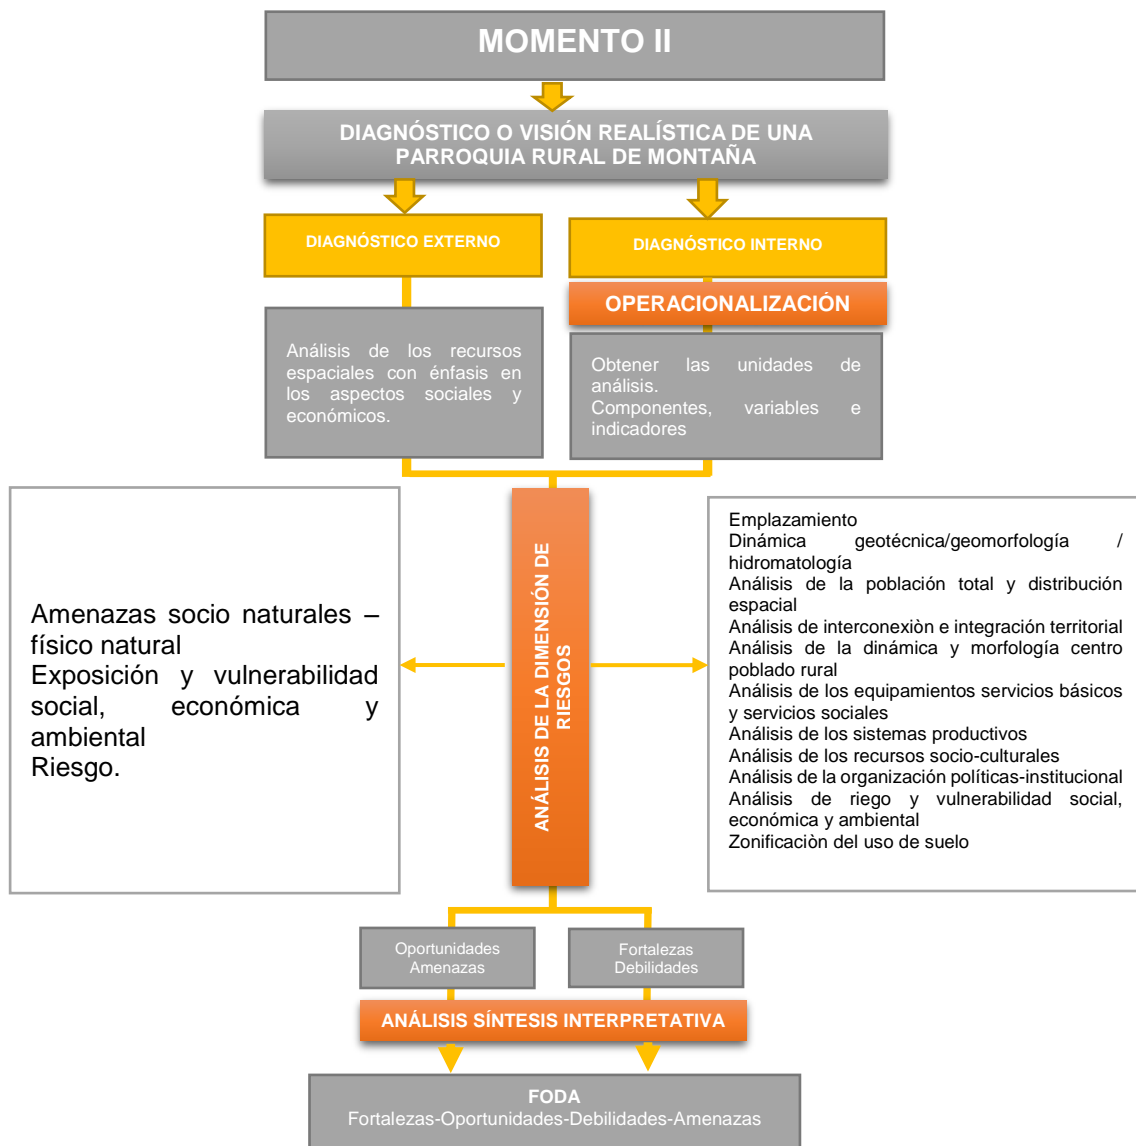 MOMENTO II
DIAGNÓSTICO O VISIÓN REALÍSTICA DE UNA
PARROQUIA RURAL DE MONTAÑA
DIAGNÓSTICO EXTERNO
DIAGNÓSTICO INTERNO
OPERACIONALIZACIÓN
Análisis de los recursos
espaciales con énfasis en
los aspectos sociales y
económicos.
Obtener las unidades de
análisis.
Componentes, variables e
indicadores
Amenazas socio naturales –
físico natural
Exposición y vulnerabilidad
social, económica y
ambiental
Riesgo.
ANÁLISIS DE LA DIMENSIÓN DE
RIESGOS
Emplazamiento
Dinámica geotécnica/geomorfología /
hidromatología
Análisis de la población total y distribución
espacial
Análisis de interconexiòn e integración territorial
Análisis de la dinámica y morfología centro
poblado rural
Análisis de los equipamientos servicios básicos
y servicios sociales
Análisis de los sistemas productivos
Análisis de los recursos socio-culturales
Análisis de la organización políticas-institucional
Análisis de riego y vulnerabilidad social,
económica y ambiental
Zonificaciòn del uso de suelo
Oportunidades
Amenazas
Fortalezas
Debilidades
ANÁLISIS SÍNTESIS INTERPRETATIVA
FODA
Fortalezas-Oportunidades-Debilidades-Amenazas